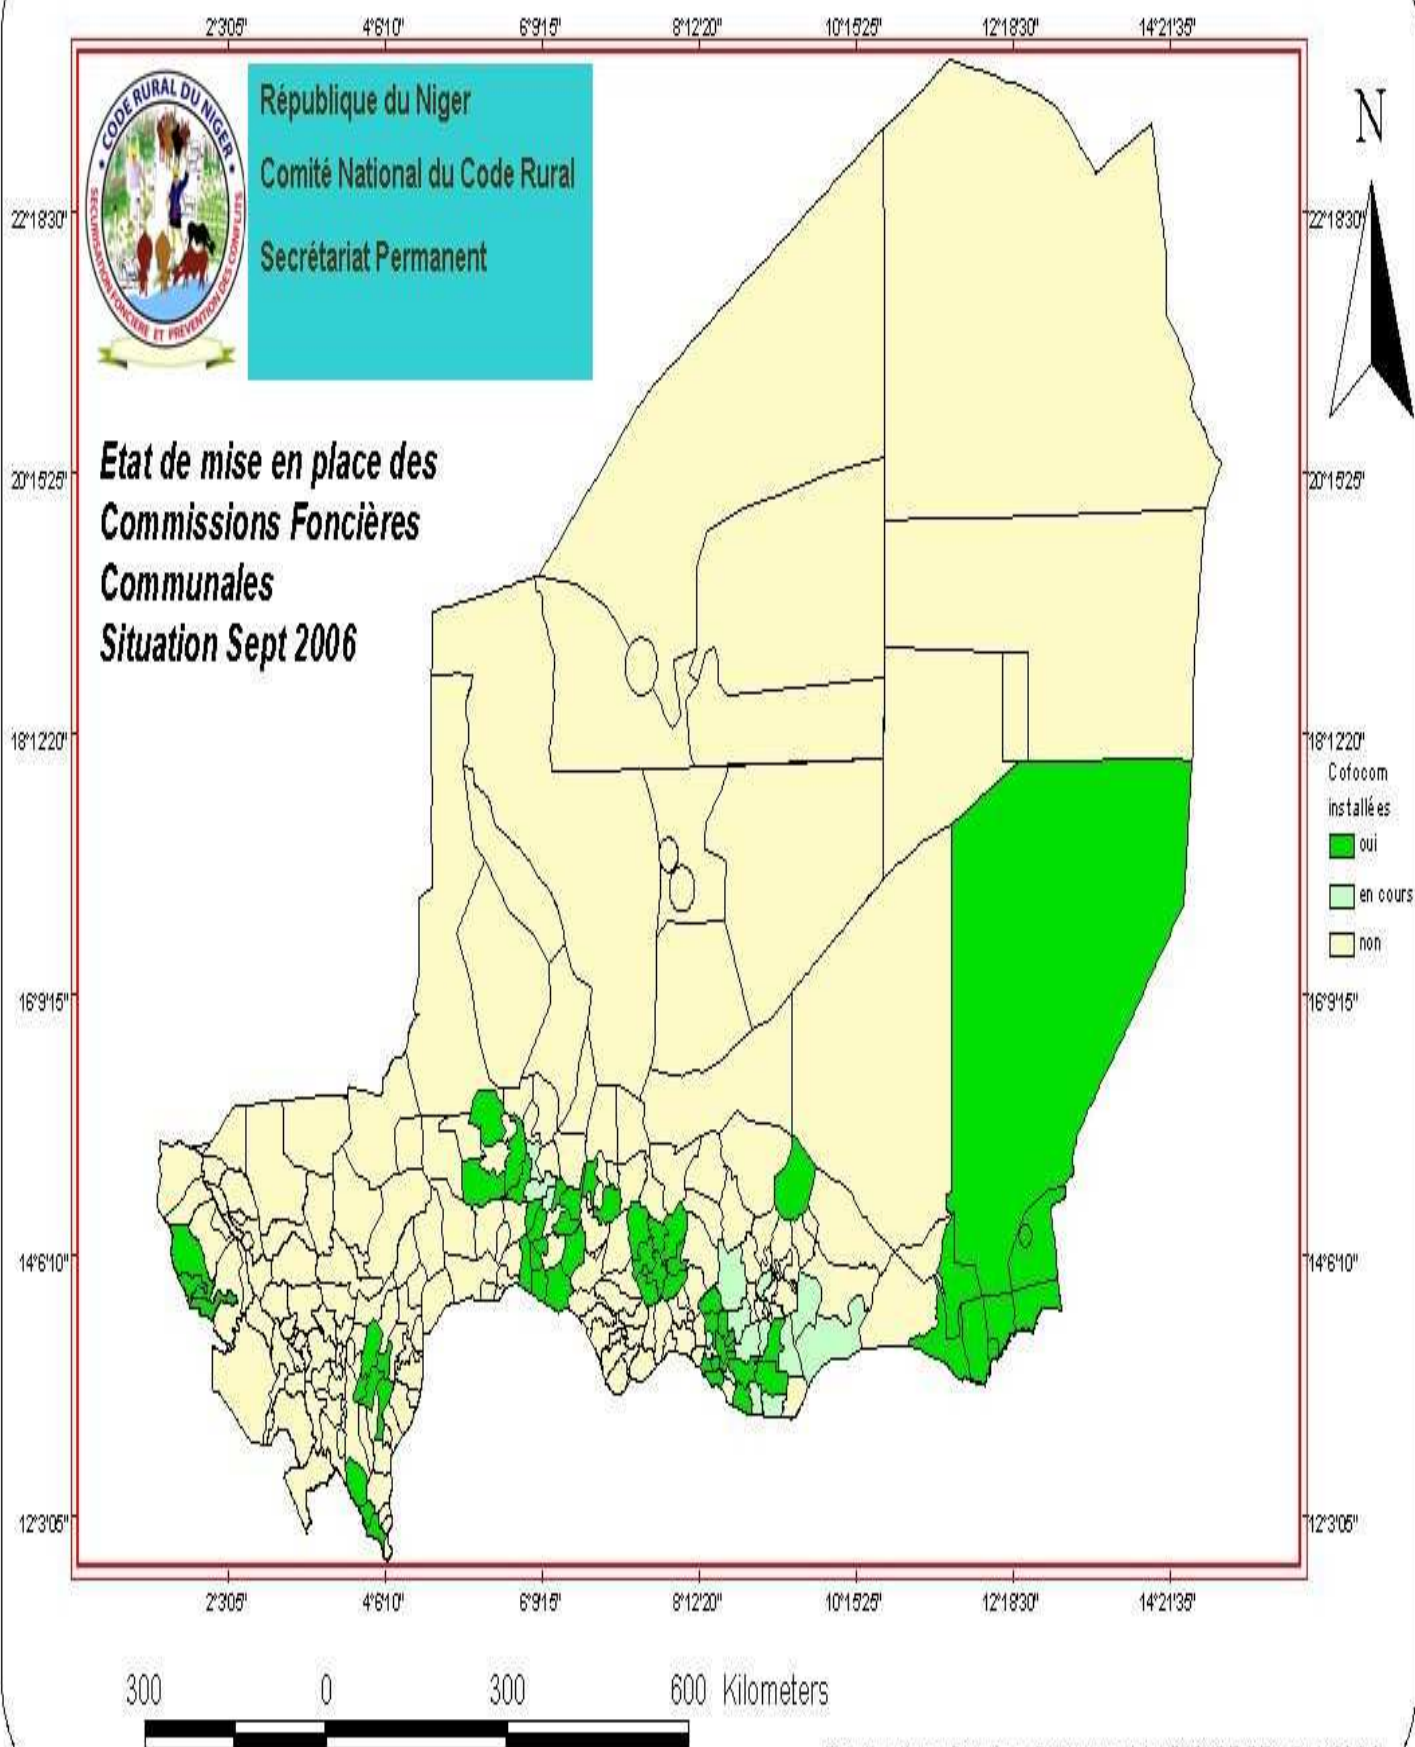 2°3'05" 4°6'10" 6°9'15" 8°12'20" 10°15'25" 12°18'30" 14°21'35"
CODE RURAL DU NIGER
SECURISATION FONCIERE ET PREVENTION DES CONFLITS
République du Niger
Comité National du Code Rural
Secrétariat Permanent
N
22°18'30" 22°18'30"
Etat de mise en place des
Commissions Foncières
Communales
Situation Sept 2006
20°15'25" 20°15'25"
18°12'20" 18°12'20"
Cofocom
installées
oui
en cours
non
16°9'15" 16°9'15"
14°6'10" 14°6'10"
12°3'05" 12°3'05"
2°3'05" 4°6'10" 6°9'15" 8°12'20" 10°15'25" 12°18'30" 14°21'35"
300 0 300 600 Kilometers